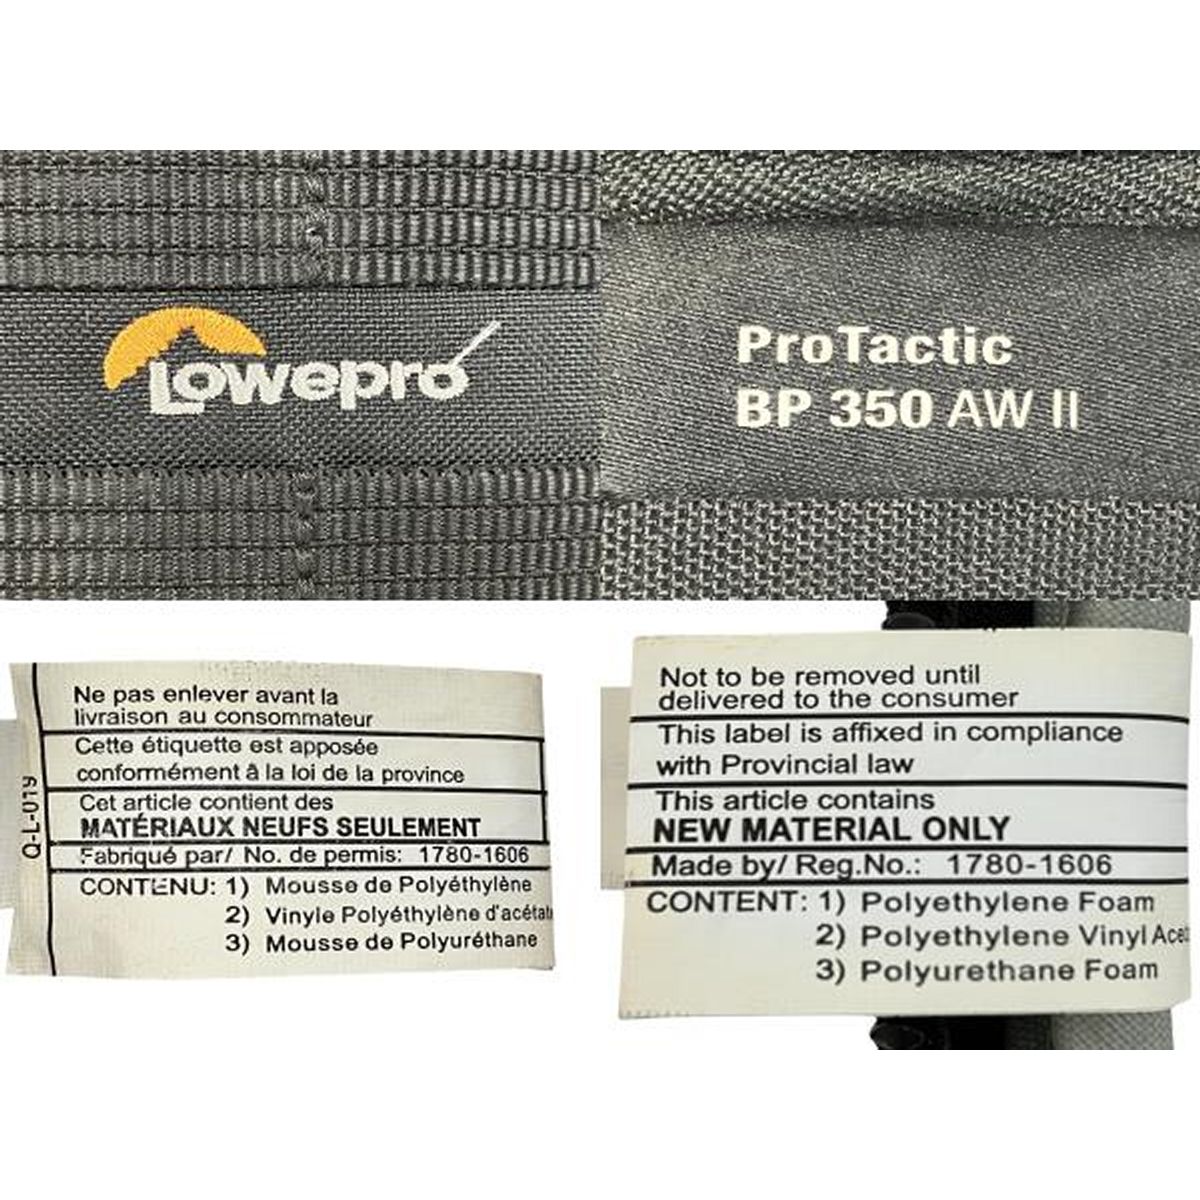 Lowepro
ProTactic
BP 350 AW II
Ne pas enlever avant la
livraison au consommateur
Cette étiquette est apposée
conformément à la loi de la province
Cet article contient des
MATÉRIAUX NEUFS SEULEMENT
Fabriqué par/ No. de permis: 1780-1606
CONTENU: 1) Mousse de Polyéthylène
2) Vinyle Polyéthylène d'acétat
3) Mousse de Polyuréthane
Q-L-019
Not to be removed until
delivered to the consumer
This label is affixed in compliance
with Provincial law
This article contains
NEW MATERIAL ONLY
Made by/ Reg.No.: 1780-1606
CONTENT: 1) Polyethylene Foam
2) Polyethylene Vinyl Acet
3) Polyurethane Foam